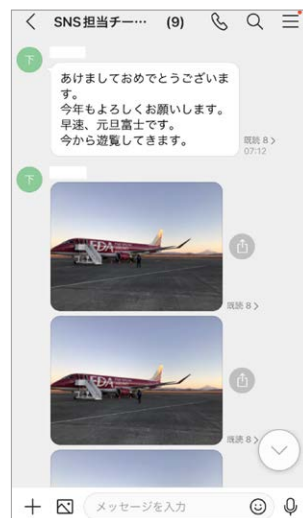 SNS担当チー… (9)
下
あけましておめでとうございま
す。
今年もよろしくお願いします。
早速、元旦富士です。
今から遊覧してきます。
既読 8
07:12
下
FDA
既読 8
FDA
既読 8
メッセージを入力